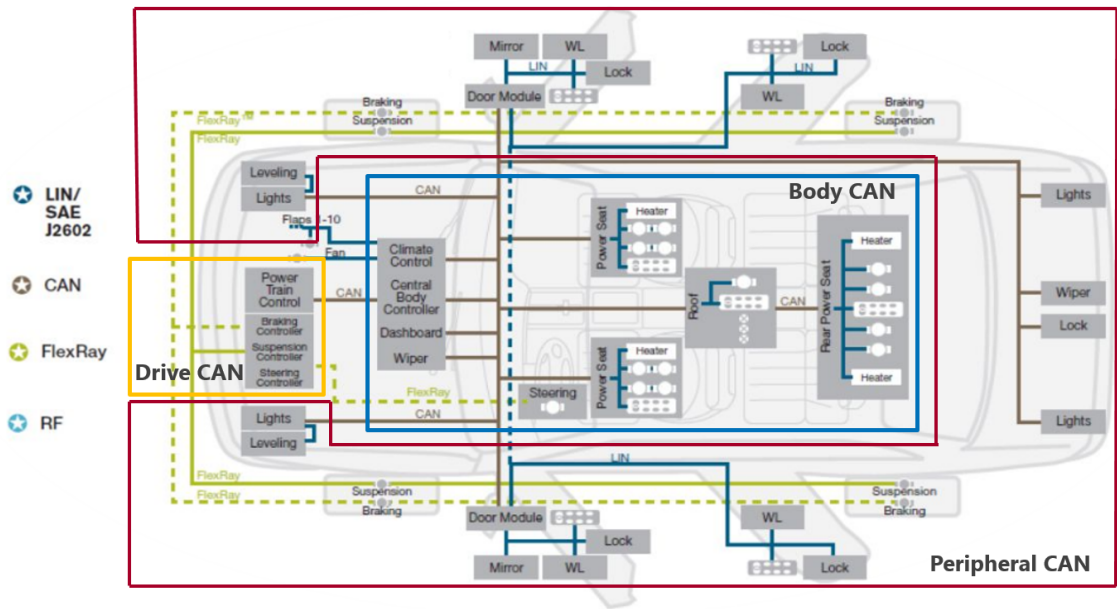 Mirror
WL
Lock
LIN
Door Module
Lock
LIN
WL
Braking
Suspension
FlexRay™
FlexRay
Braking
Suspension
Leveling
Lights
CAN
Body CAN
LIN/
SAE
J2602
CAN
FlexRay
RF
Flaps 1-10
Fan
Climate
Control
Central
Body
Controller
Dashboard
Wiper
Power
Train
Control
CAN
Braking
Controller
Suspension
Controller
Steering
Controller
Drive CAN
FlexRay
Power Seat
Heater
Roof
CAN
Rear Power Seat
Heater
Heater
Power Seat
Heater
Steering
Lights
Wiper
Lock
Lights
Lights
CAN
Leveling
FlexRay
FlexRay
Suspension
Braking
LIN
Suspension
Braking
Door Module
Lock
Mirror
WL
WL
Lock
Peripheral CAN